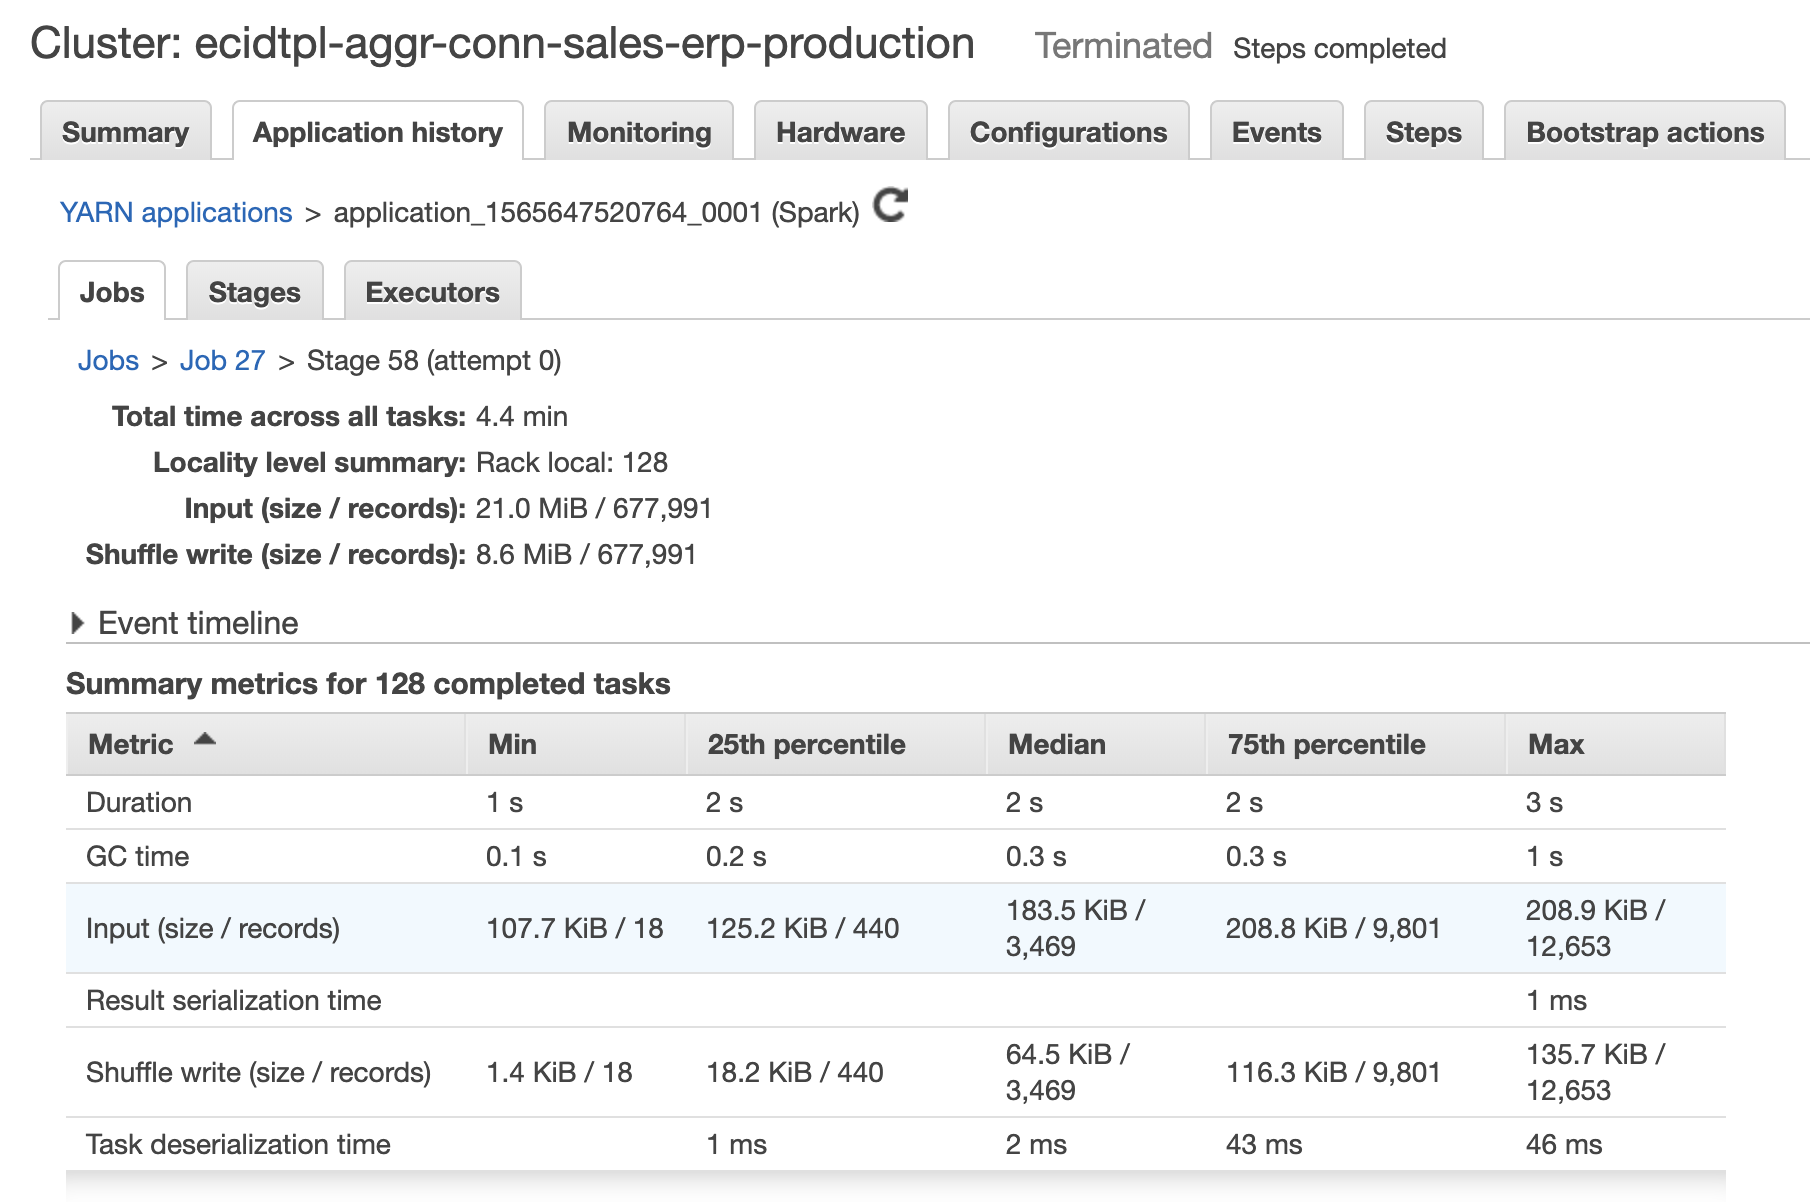 Cluster: ecidtpl-aggr-conn-sales-erp-production Terminated Steps completed
Summary Application history Monitoring Hardware Configurations Events Steps Bootstrap actions
YARN applications > application_1565647520764_0001 (Spark)
Jobs Stages Executors
Jobs > Job 27 > Stage 58 (attempt 0)
Total time across all tasks: 4.4 min
Locality level summary: Rack local: 128
Input (size / records): 21.0 MiB / 677,991
Shuffle write (size / records): 8.6 MiB / 677,991
Event timeline
Summary metrics for 128 completed tasks
Metric Min 25th percentile Median 75th percentile Max
Duration 1 s 2 s 2 s 2 s 3 s
GC time 0.1 s 0.2 s 0.3 s 0.3 s 1 s
Input (size / records) 107.7 KiB / 18 125.2 KiB / 440 183.5 KiB / 3,469 208.8 KiB / 9,801 208.9 KiB / 12,653
Result serialization time 1 ms
Shuffle write (size / records) 1.4 KiB / 18 18.2 KiB / 440 64.5 KiB / 3,469 116.3 KiB / 9,801 135.7 KiB / 12,653
Task deserialization time 1 ms 2 ms 43 ms 46 ms